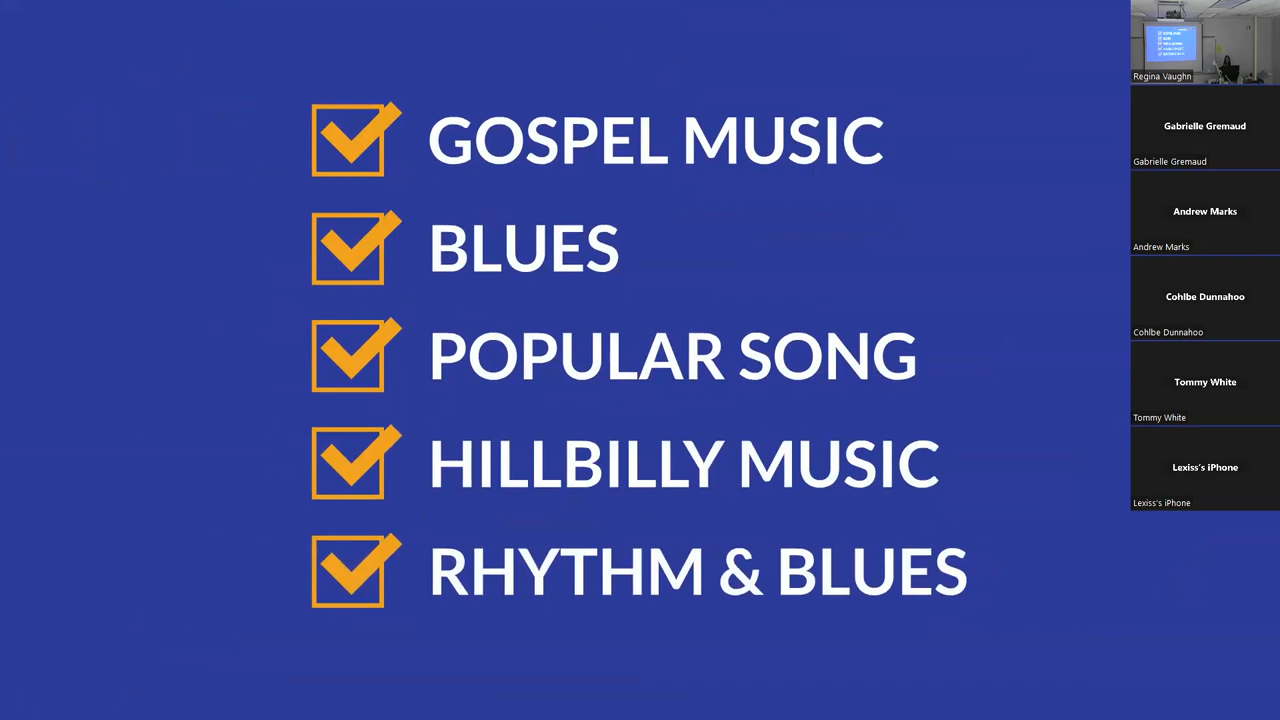 GOSPEL MUSIC
BLUES
POPULAR SONG
HILLBILLY MUSIC
RHYTHM & BLUES
Regina Vaughn
Gabrielle Gremaud
Gabrielle Gremaud
Andrew Marks
Andrew Marks
Cohlbe Dunnahoo
Cohlbe Dunnahoo
Tommy White
Tommy White
Lexiss's iPhone
Lexiss's iPhone